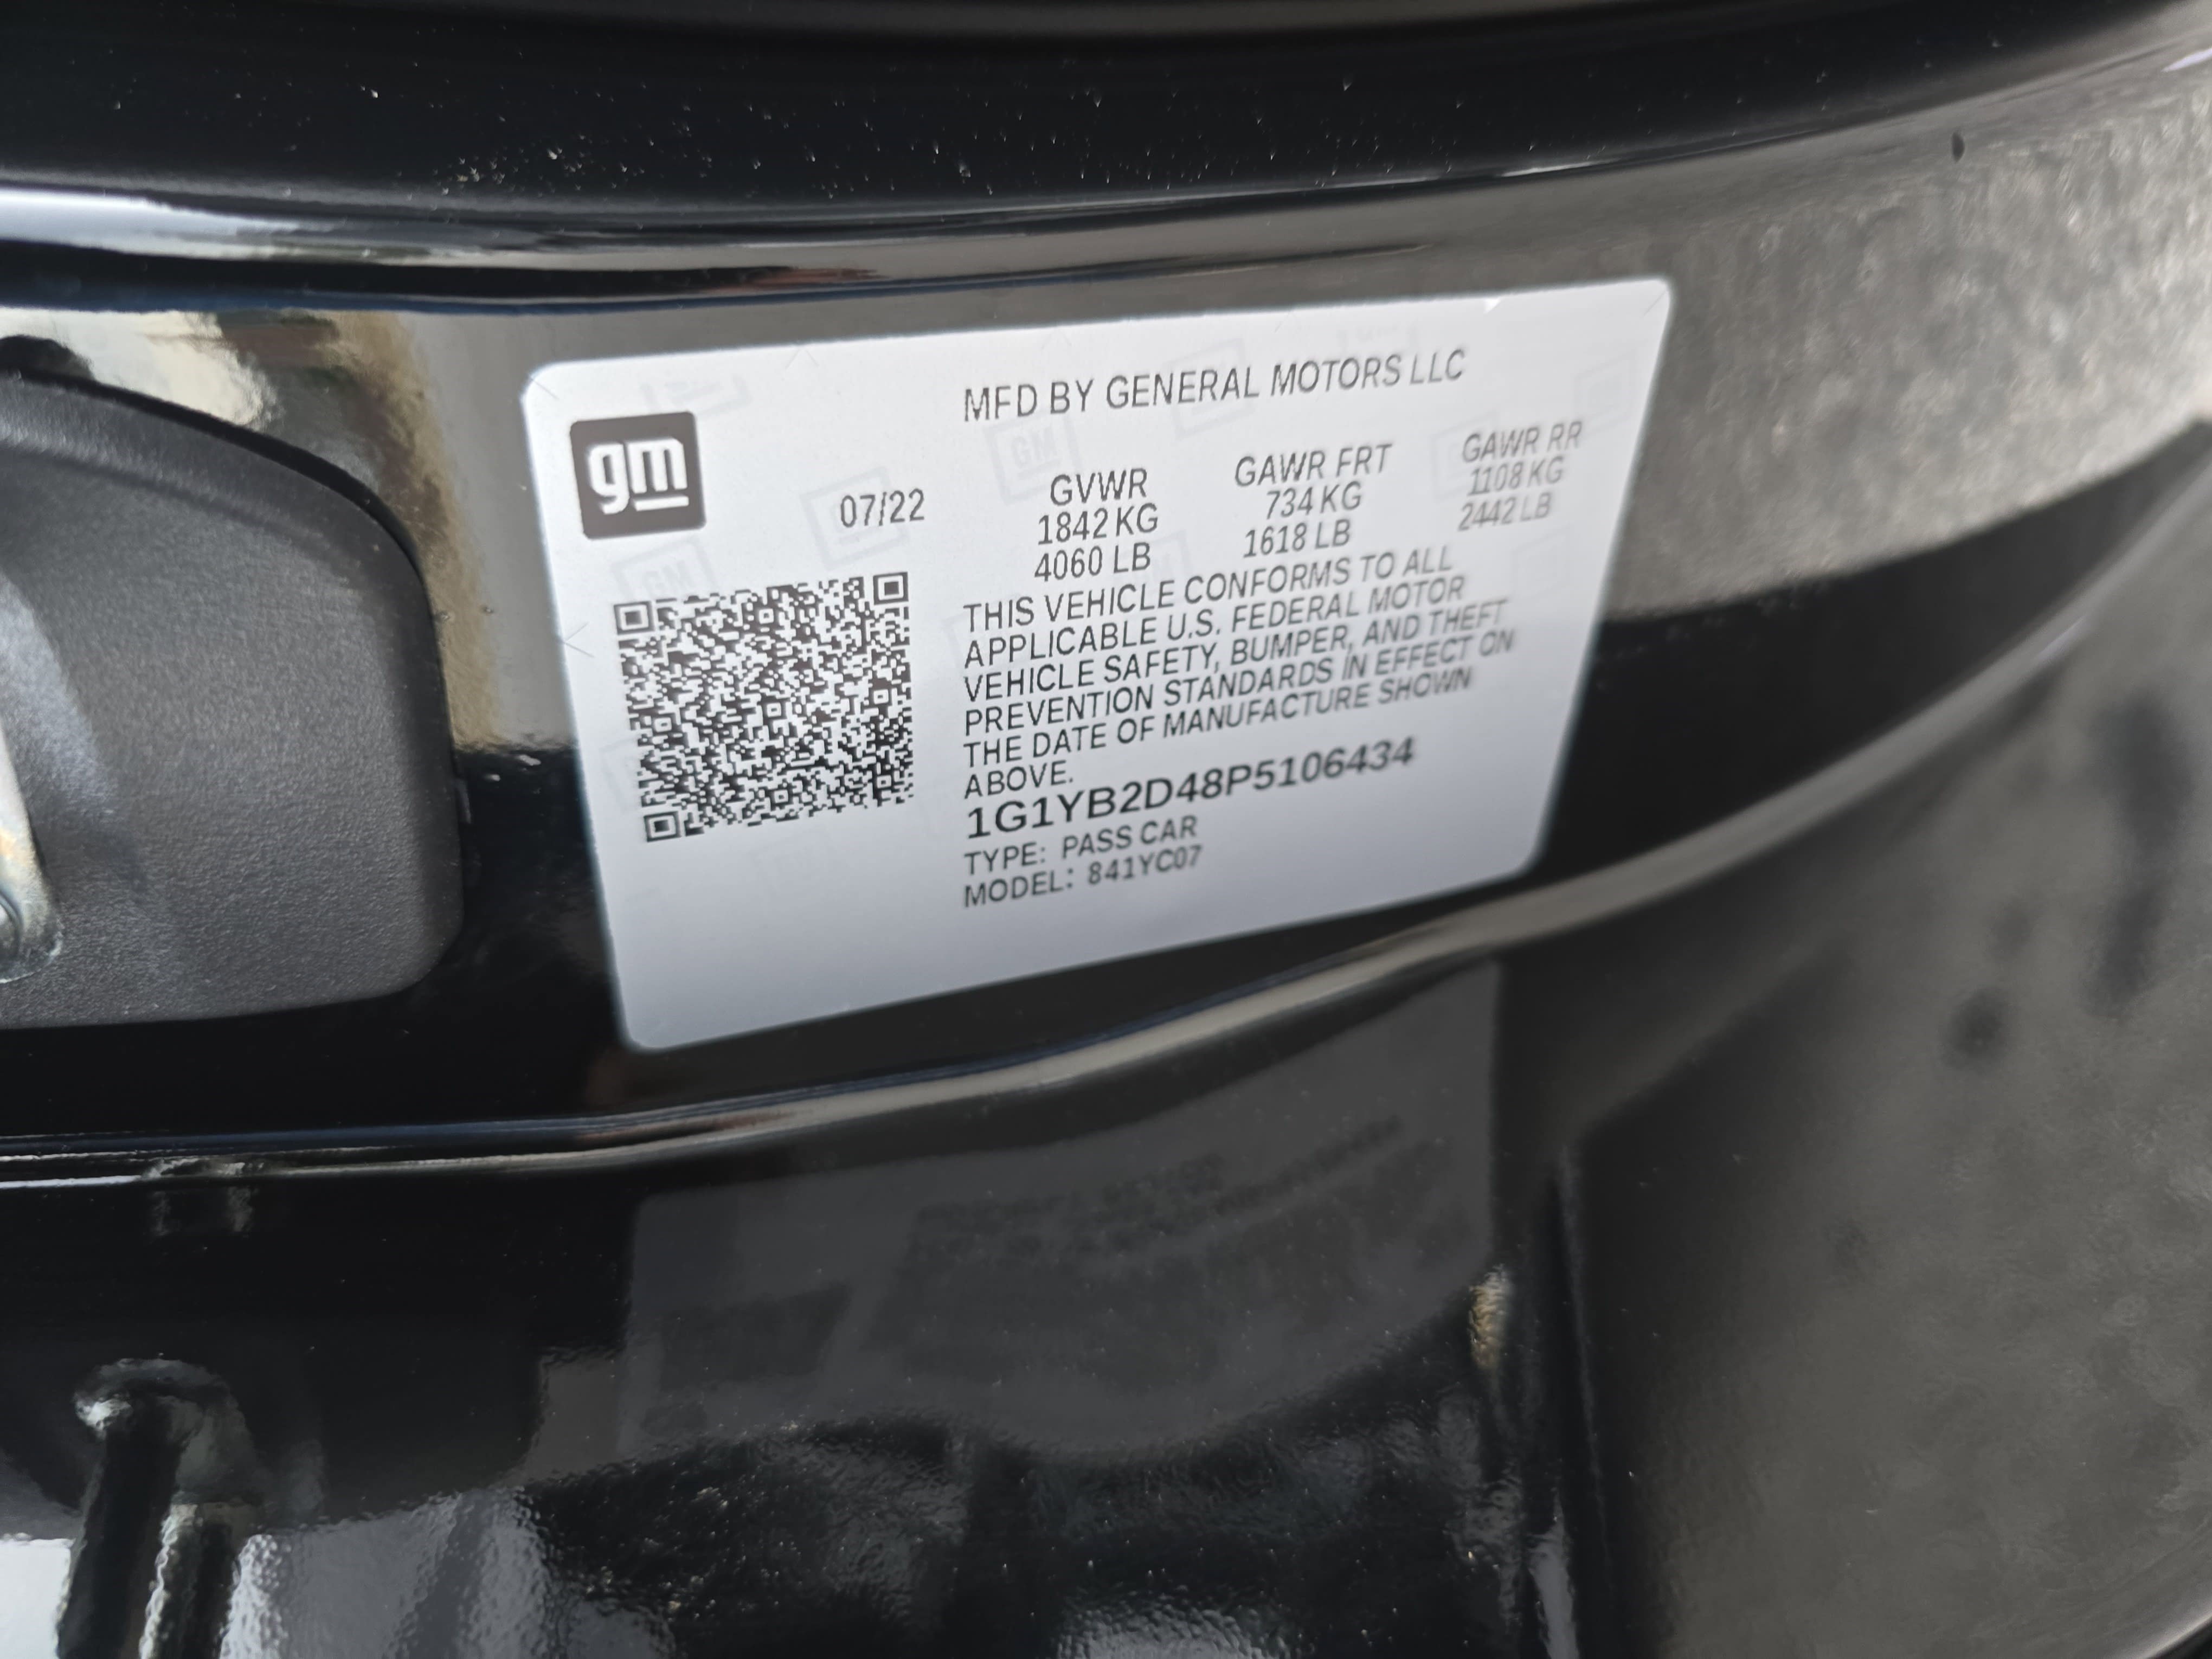 gm
MFD BY GENERAL MOTORS LLC
07/22
GVWR
1842 KG
4060 LB
GAWR FRT
734 KG
1618 LB
GAWR RR
1108 KG
2442 LB
THIS VEHICLE CONFORMS TO ALL
APPLICABLE U.S. FEDERAL MOTOR
VEHICLE SAFETY, BUMPER, AND THEFT
PREVENTION STANDARDS IN EFFECT ON
THE DATE OF MANUFACTURE SHOWN
ABOVE.
1G1YB2D48P5106434
TYPE: PASS CAR
MODEL: 841YC07